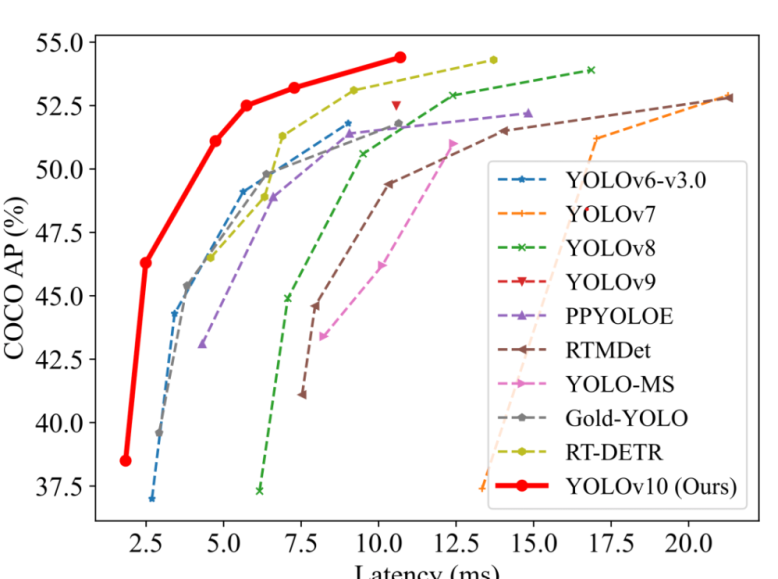 55.0
52.5
50.0
47.5
45.0
42.5
40.0
37.5
COCO AP (%)
YOLOv6-v3.0
YOLOv7
YOLOv8
YOLOv9
PPYOLOE
RTMDet
YOLO-MS
Gold-YOLO
RT-DETR
YOLOv10 (Ours)
2.5 5.0 7.5 10.0 12.5 15.0 17.5 20.0
Latency (ms)